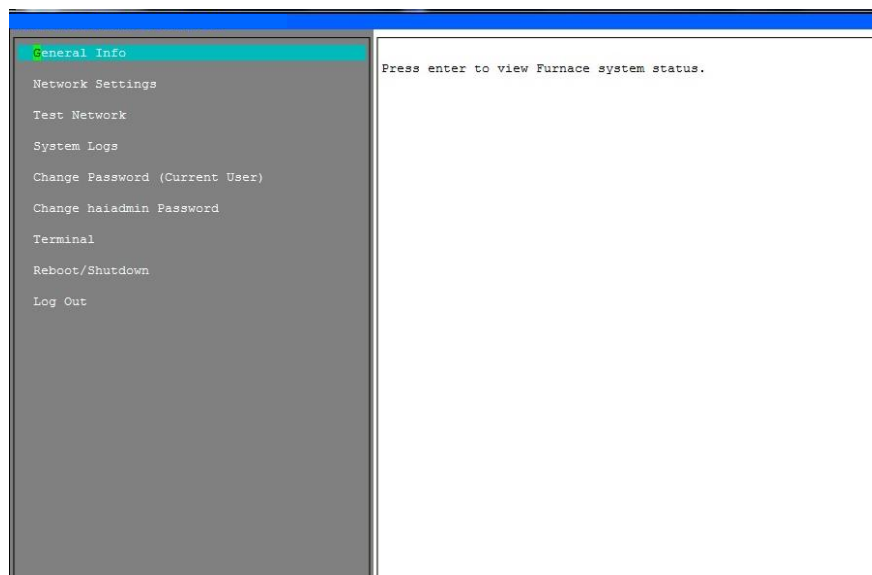 General Info
Press enter to view Furnace system status.
Network Settings
Test Network
System Logs
Change Password (Current User)
Change haiadmin Password
Terminal
Reboot/Shutdown
Log Out